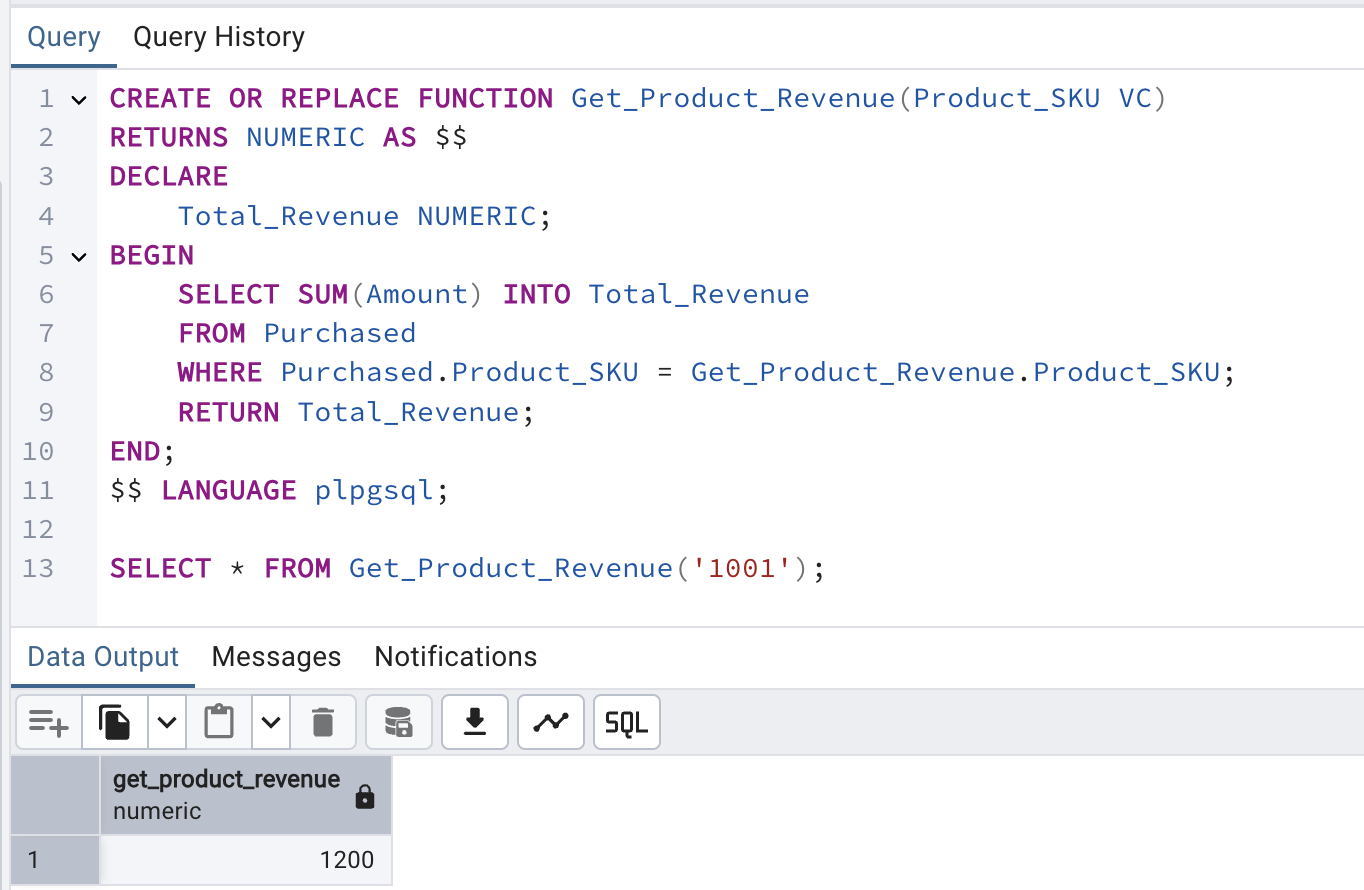 Query Query History
1 CREATE OR REPLACE FUNCTION Get_Product_Revenue(Product_SKU VC)
2 RETURNS NUMERIC AS $$
3 DECLARE
4     Total_Revenue NUMERIC;
5 BEGIN
6     SELECT SUM(Amount) INTO Total_Revenue
7     FROM Purchased
8     WHERE Purchased.Product_SKU = Get_Product_Revenue.Product_SKU;
9     RETURN Total_Revenue;
10 END;
11 $$ LANGUAGE plpgsql;
12
13 SELECT * FROM Get_Product_Revenue('1001');
Data Output Messages Notifications
SQL
get_product_revenue
numeric
1 1200